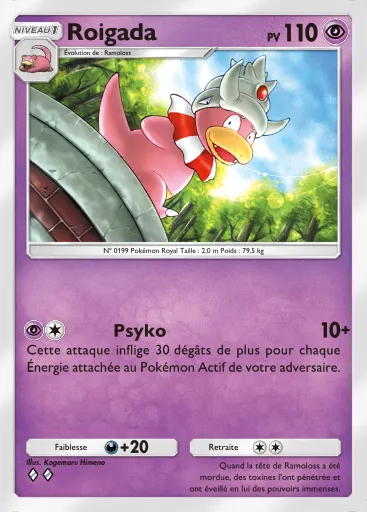 NIVEAU 1
Roigada
PV 110
Évolution de : Ramoloss
N° 0199 Pokémon Royal Taille : 2,0 m Poids : 79,5 kg
Psyko 10+
Cette attaque inflige 30 dégâts de plus pour chaque
Énergie attachée au Pokémon Actif de votre adversaire.
Faiblesse +20
Retraite
Illus. Kagemaru Himeno
Quand la tête de Ramoloss a été
mordue, des toxines l'ont pénétrée et
ont éveillé en lui des pouvoirs immenses.